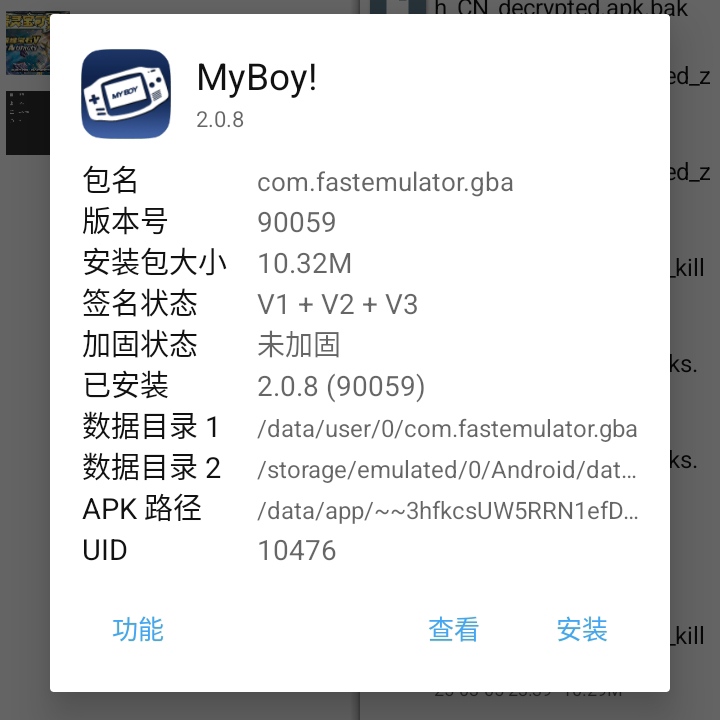 h_CN_decrypted.apk.bak
MyBoy!
2.0.8
MY BOY
ed_z
包名 com.fastemulator.gba
ed_z
版本号 90059
安装包大小 10.32M
_kill
签名状态 V1 + V2 + V3
加固状态 未加固
ks.
已安装 2.0.8 (90059)
数据目录 1 /data/user/0/com.fastemulator.gba
数据目录 2 /storage/emulated/0/Android/dat…
ks.
APK 路径 /data/app/~~3hfkcsUW5RRN1efD…
UID 10476
功能 查看 安装
_kill